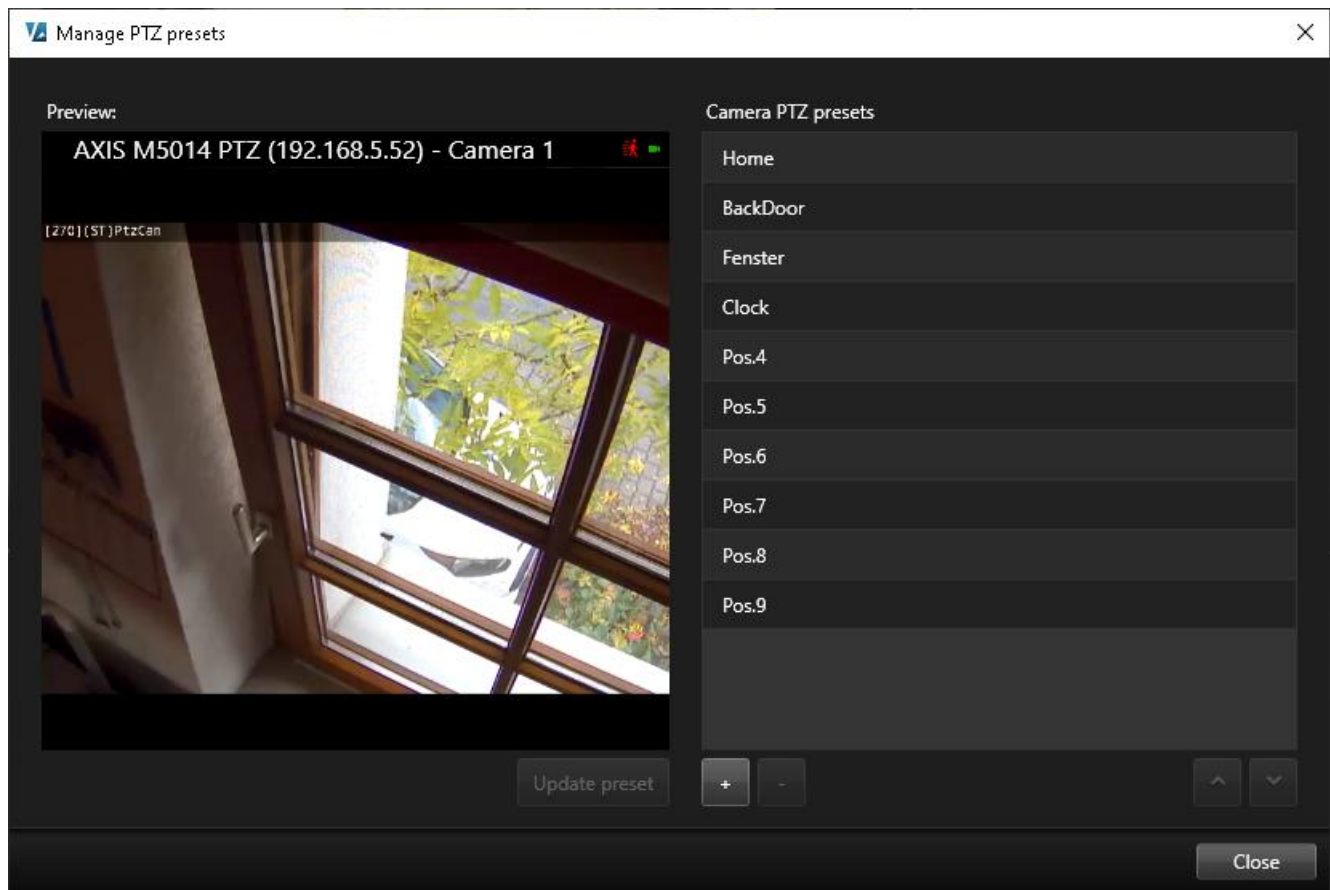 Manage PTZ presets
Preview:
AXIS M5014 PTZ (192.168.5.52) - Camera 1
[270](ST)PtzCam
Update preset
Camera PTZ presets
Home
BackDoor
Fenster
Clock
Pos.4
Pos.5
Pos.6
Pos.7
Pos.8
Pos.9
+ -
Close